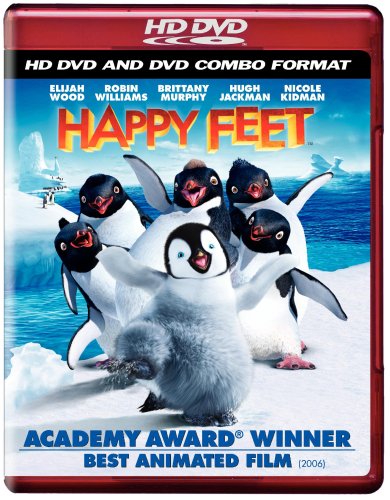 HD DVD
HD DVD AND DVD COMBO FORMAT
ELIJAH WOOD ROBIN WILLIAMS BRITTANY MURPHY HUGH JACKMAN NICOLE KIDMAN
HAPPY FEET™
ACADEMY AWARD® WINNER
BEST ANIMATED FILM (2006)